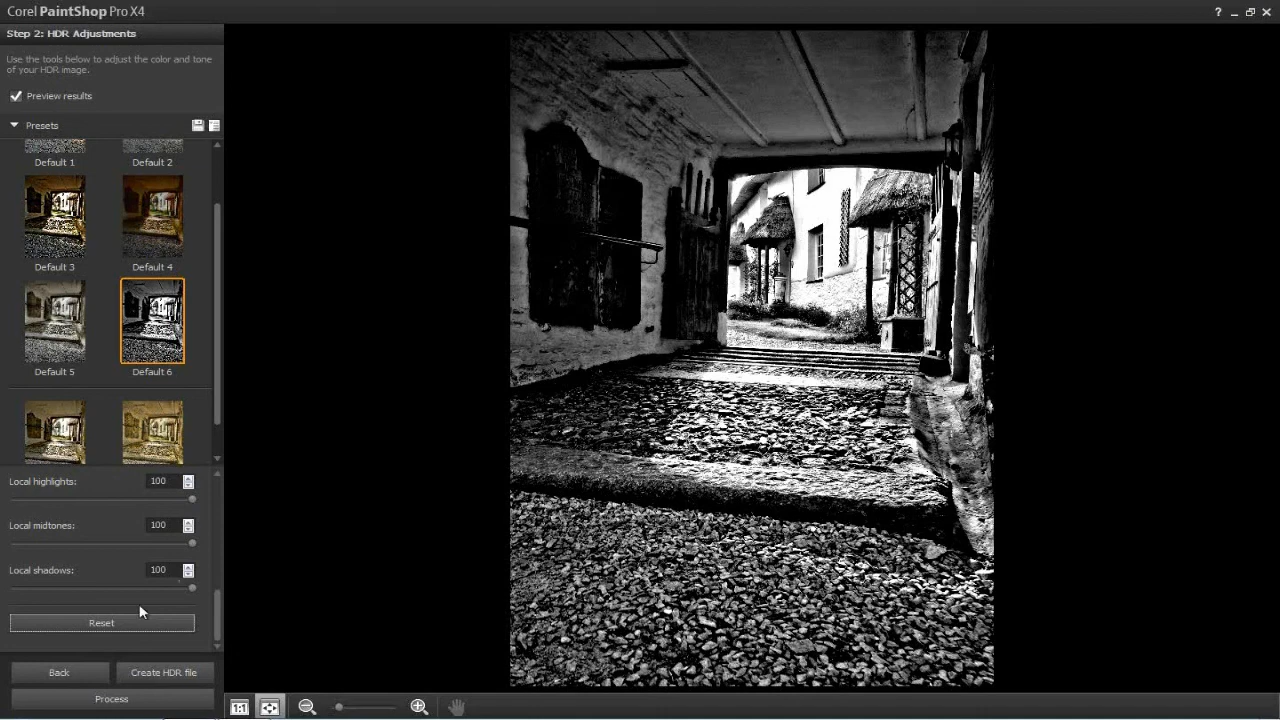 Corel PaintShop Pro X4
?
Step 2: HDR Adjustments
Use the tools below to adjust the color and tone
of your HDR image.
Preview results
Presets
Default 1 Default 2
Default 3 Default 4
Default 5 Default 6
Local highlights: 100
Local midtones: 100
Local shadows: 100
Reset
Back Create HDR file
Process
1:1